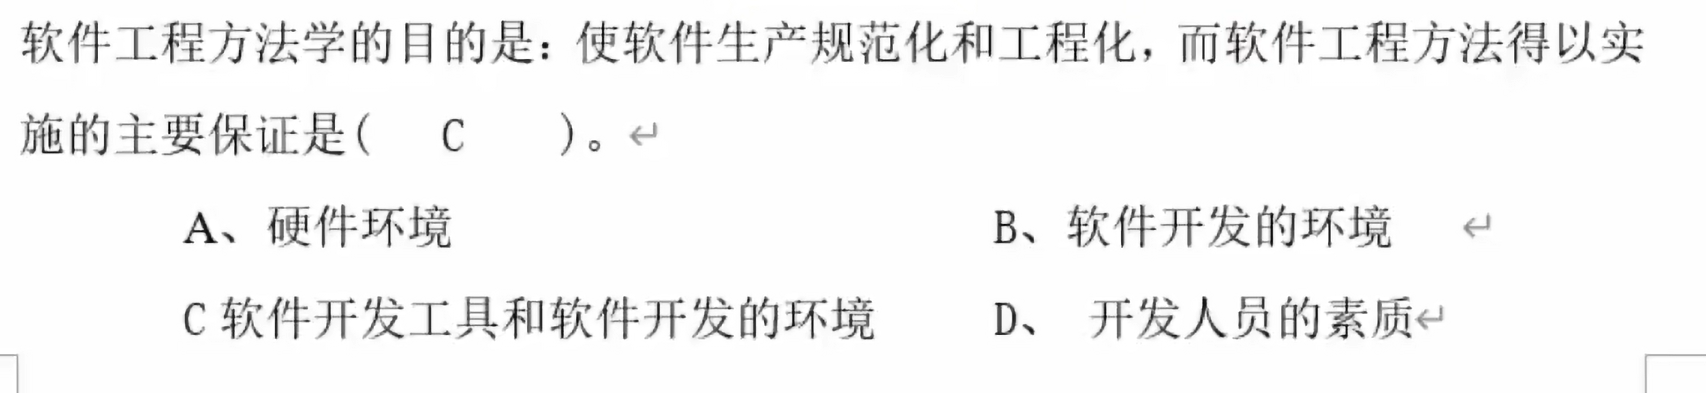 软件工程方法学的目的是：使软件生产规范化和工程化，而软件工程方法得以实
施的主要保证是(   C    )。↵
A、硬件环境    B、软件开发的环境   ↵
C 软件开发工具和软件开发的环境    D、 开发人员的素质↵